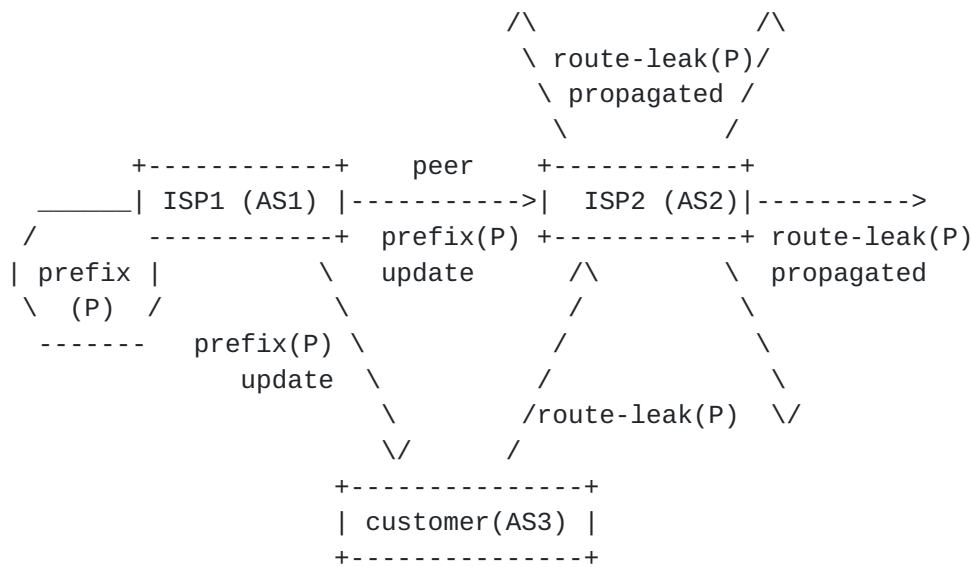 /\              /\
\ route-leak(P)/
\ propagated /
\          /
+------------+    peer    +------------+
______| ISP1 (AS1) |----------->|  ISP2 (AS2)|---------->
/       ------------+  prefix(P) +------------+ route-leak(P)
| prefix |          \   update      /\       \  propagated
\  (P)  /            \              /          \
-------   prefix(P) \            /            \
update  \          /              \
\        /route-leak(P)  \/
\/      /
+---------------+
| customer(AS3) |
+---------------+